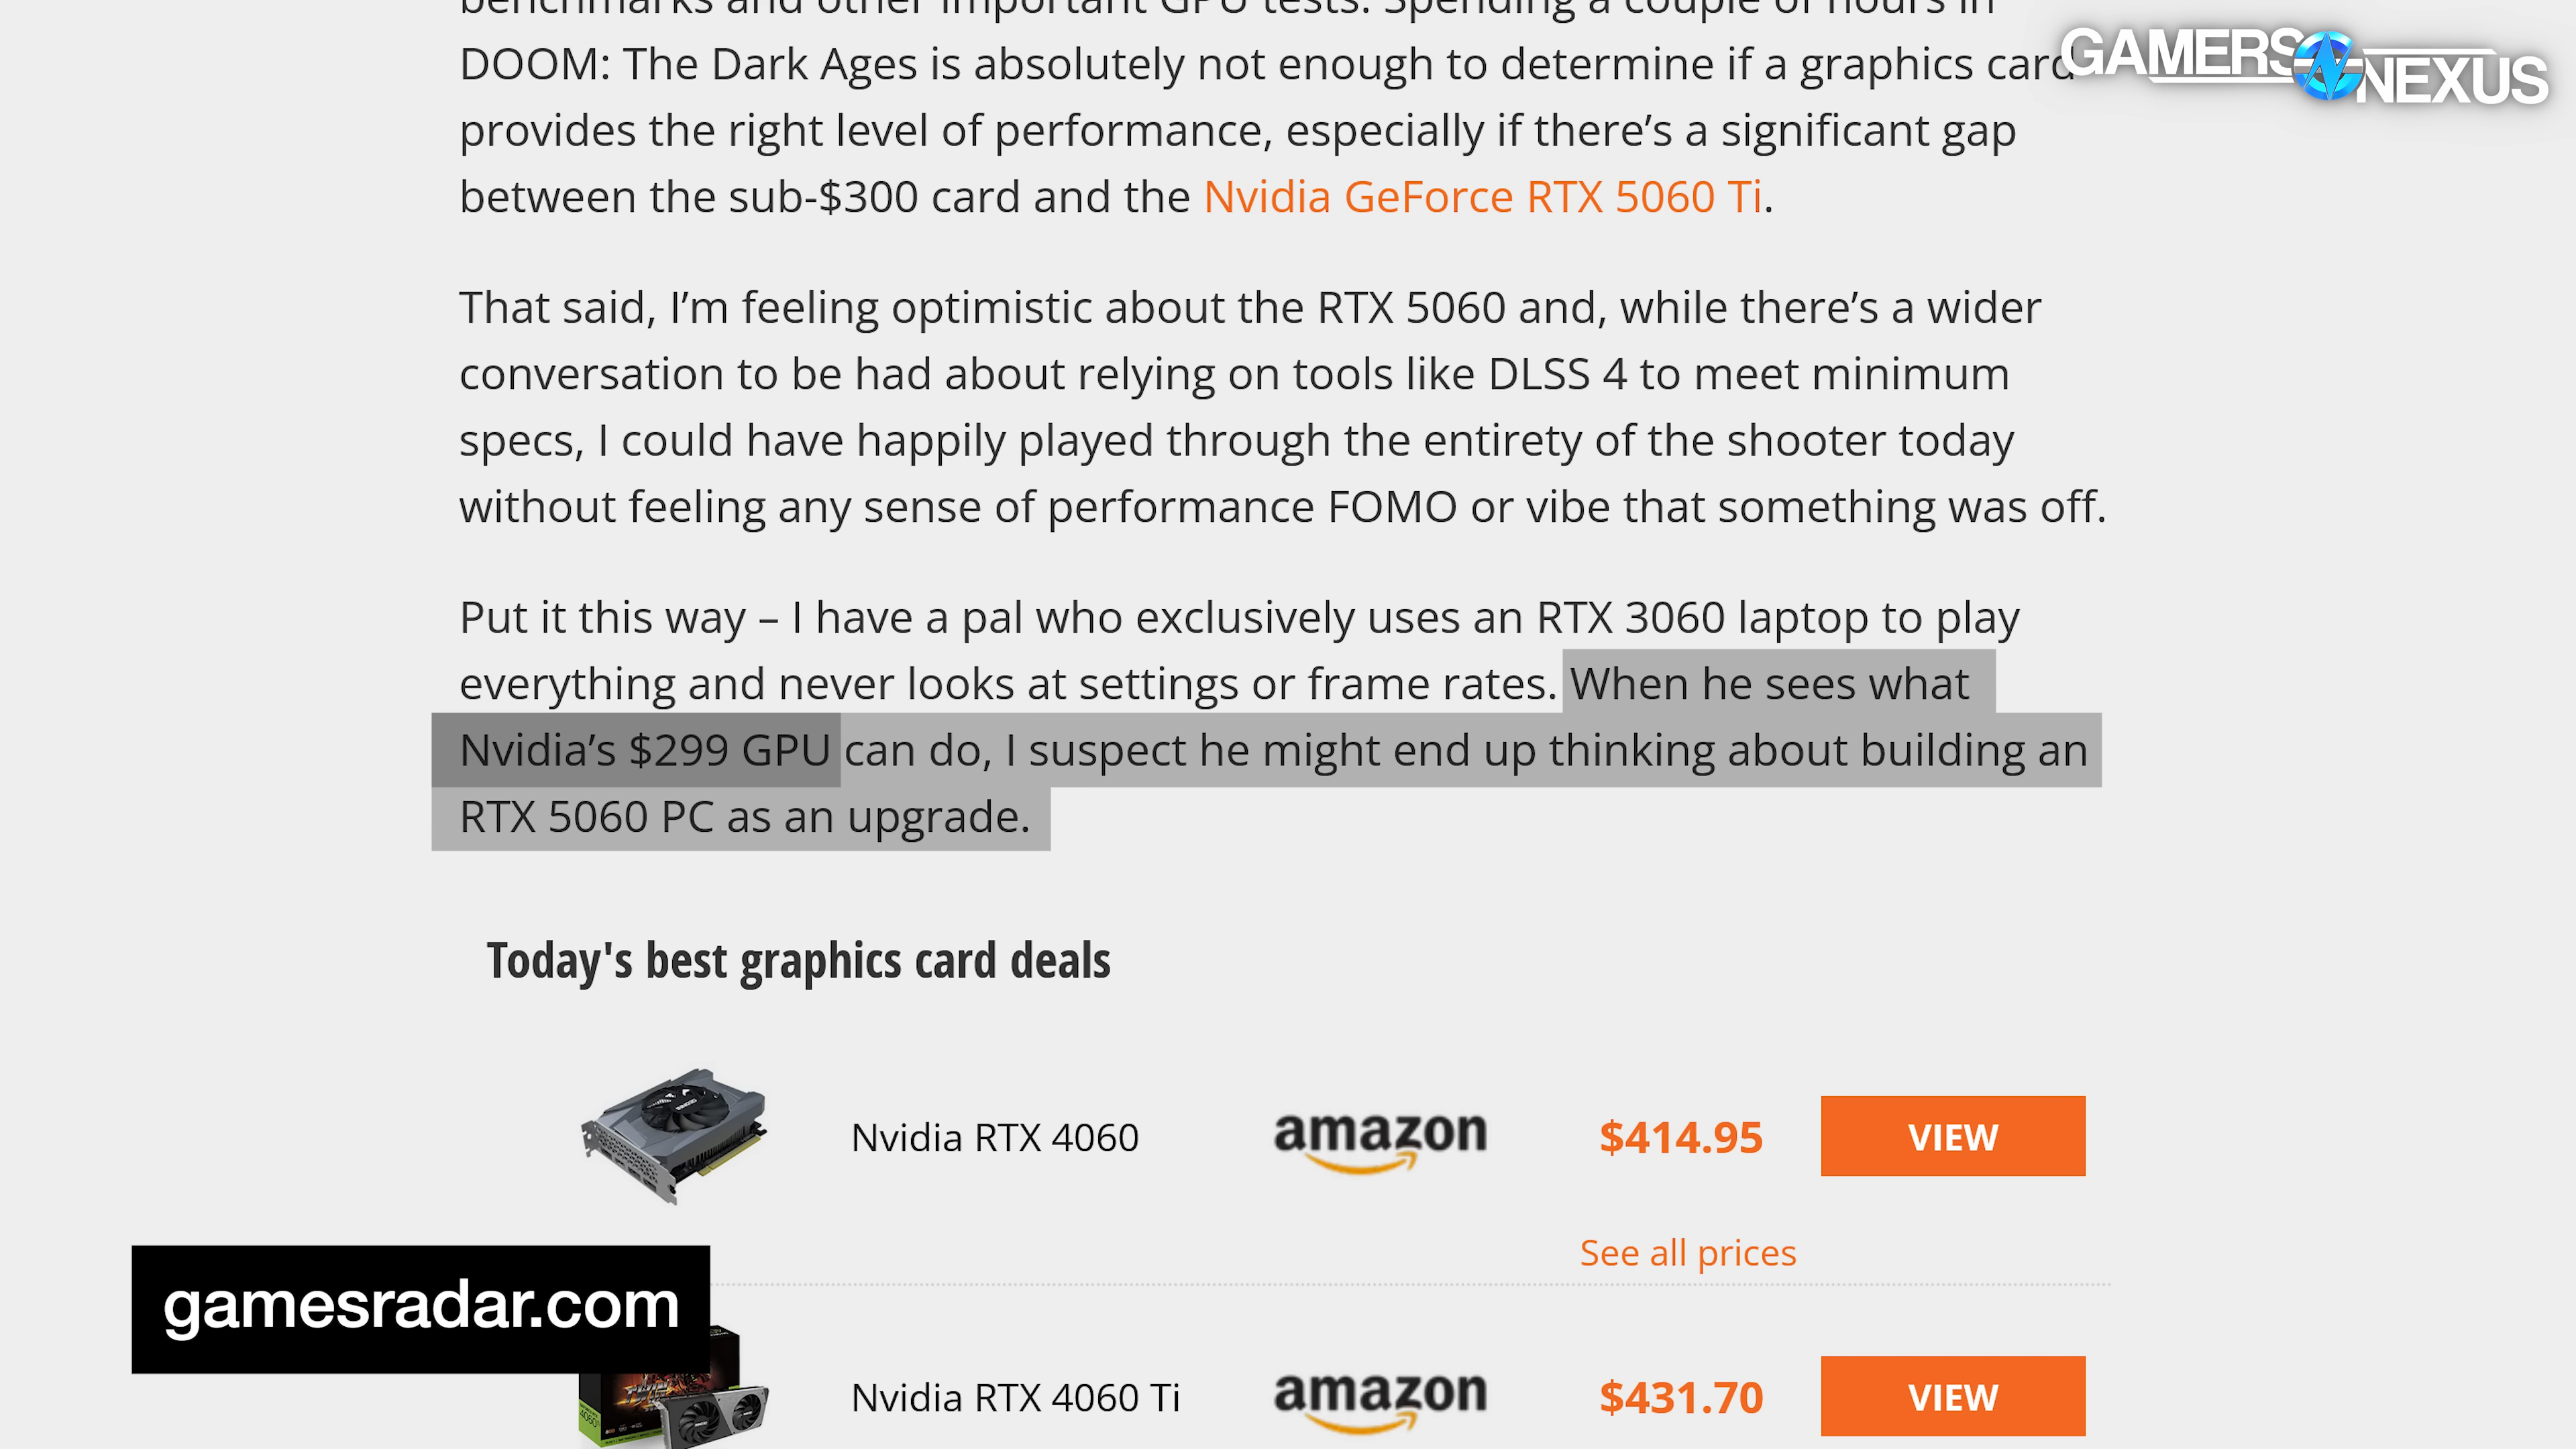 benchmarks and other important GPU tests. Spending a couple of hours in
DOOM: The Dark Ages is absolutely not enough to determine if a graphics card
provides the right level of performance, especially if there’s a significant gap
between the sub-$300 card and the Nvidia GeForce RTX 5060 Ti.
GAMERS NEXUS
That said, I’m feeling optimistic about the RTX 5060 and, while there’s a wider
conversation to be had about relying on tools like DLSS 4 to meet minimum
specs, I could have happily played through the entirety of the shooter today
without feeling any sense of performance FOMO or vibe that something was off.
Put it this way – I have a pal who exclusively uses an RTX 3060 laptop to play
everything and never looks at settings or frame rates. When he sees what
Nvidia’s $299 GPU can do, I suspect he might end up thinking about building an
RTX 5060 PC as an upgrade.
Today's best graphics card deals
Nvidia RTX 4060
amazon
$414.95
VIEW
See all prices
gamesradar.com
Nvidia RTX 4060 Ti
amazon
$431.70
VIEW